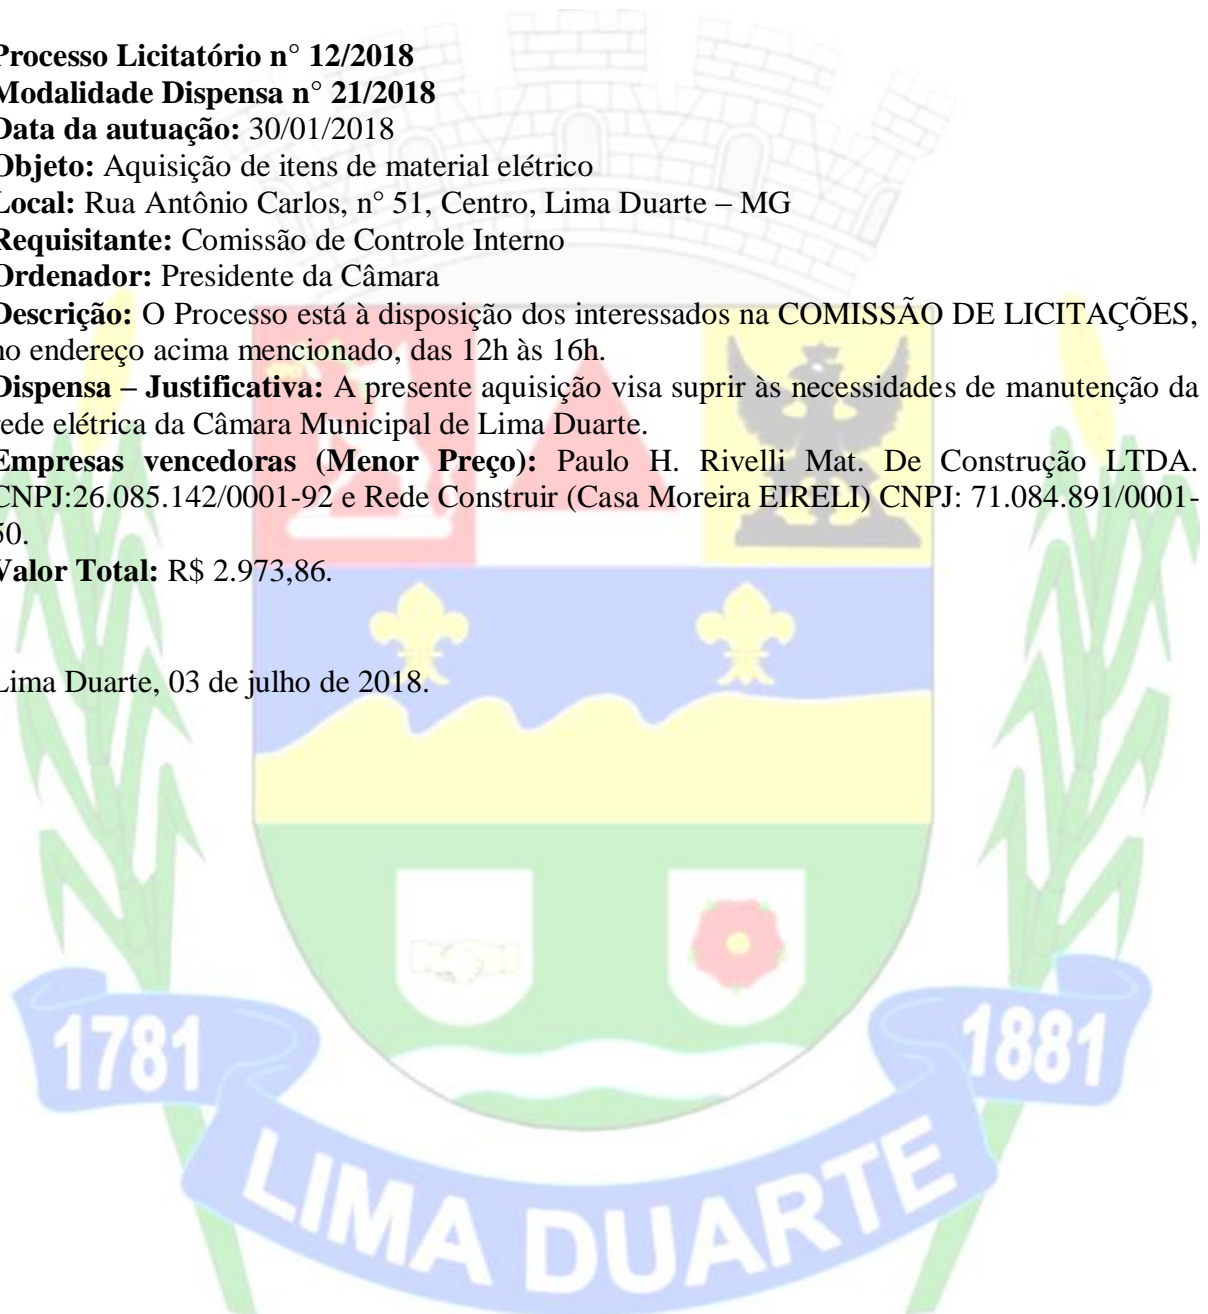 Processo Licitatório n° 12/2018
Modalidade Dispensa n° 21/2018
Data da autuação: 30/01/2018
Objeto: Aquisição de itens de material elétrico
Local: Rua Antônio Carlos, n° 51, Centro, Lima Duarte – MG
Requisitante: Comissão de Controle Interno
Ordenador: Presidente da Câmara
Descrição: O Processo está à disposição dos interessados na COMISSÃO DE LICITAÇÕES,
no endereço acima mencionado, das 12h às 16h.
Dispensa – Justificativa: A presente aquisição visa suprir às necessidades de manutenção da
rede elétrica da Câmara Municipal de Lima Duarte.
Empresas vencedoras (Menor Preço): Paulo H. Rivelli Mat. De Construção LTDA.
CNPJ:26.085.142/0001-92 e Rede Construir (Casa Moreira EIRELI) CNPJ: 71.084.891/0001-
50.
Valor Total: R$ 2.973,86.
Lima Duarte, 03 de julho de 2018.
1781
1881
LIMA DUARTE